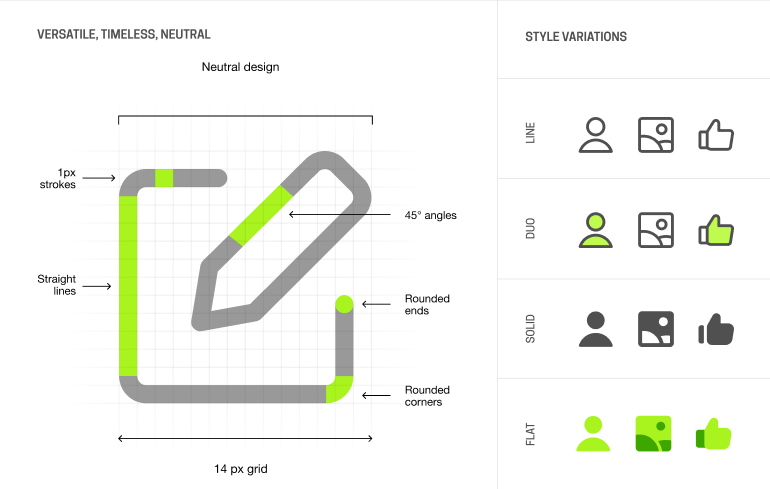 VERSATILE, TIMELESS, NEUTRAL
Neutral design
1px
strokes
45° angles
Straight
lines
Rounded
ends
Rounded
corners
14 px grid
STYLE VARIATIONS
LINE
DUO
SOLID
FLAT